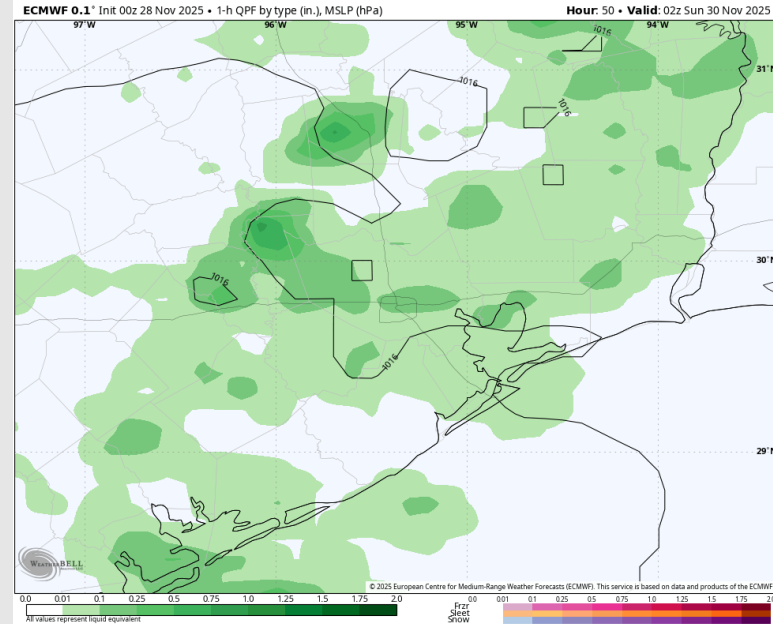 ECMWF 0.1° Init 00z 28 Nov 2025 • 1-h QPF by type (in.), MSLP (hPa)
Hour: 50 • Valid: 02z Sun 30 Nov 2025
97°W 96°W 95°W 94°W
1016
31°N
1016
1016
30°N
1016
1016
29°N
WEATHERBELL
© 2025 European Centre for Medium-Range Weather Forecasts (ECMWF). This service is based on data and products of the ECMWF
0.0 0.01 0.1 0.25 0.5 0.75 1.0 1.25 1.5 1.75 2.0
0.0 0.01 0.1 0.25 0.5 0.75 1.0 1.25 1.5 1.75 2.0
All values represent liquid equivalent
Frzr
Sleet
Snow